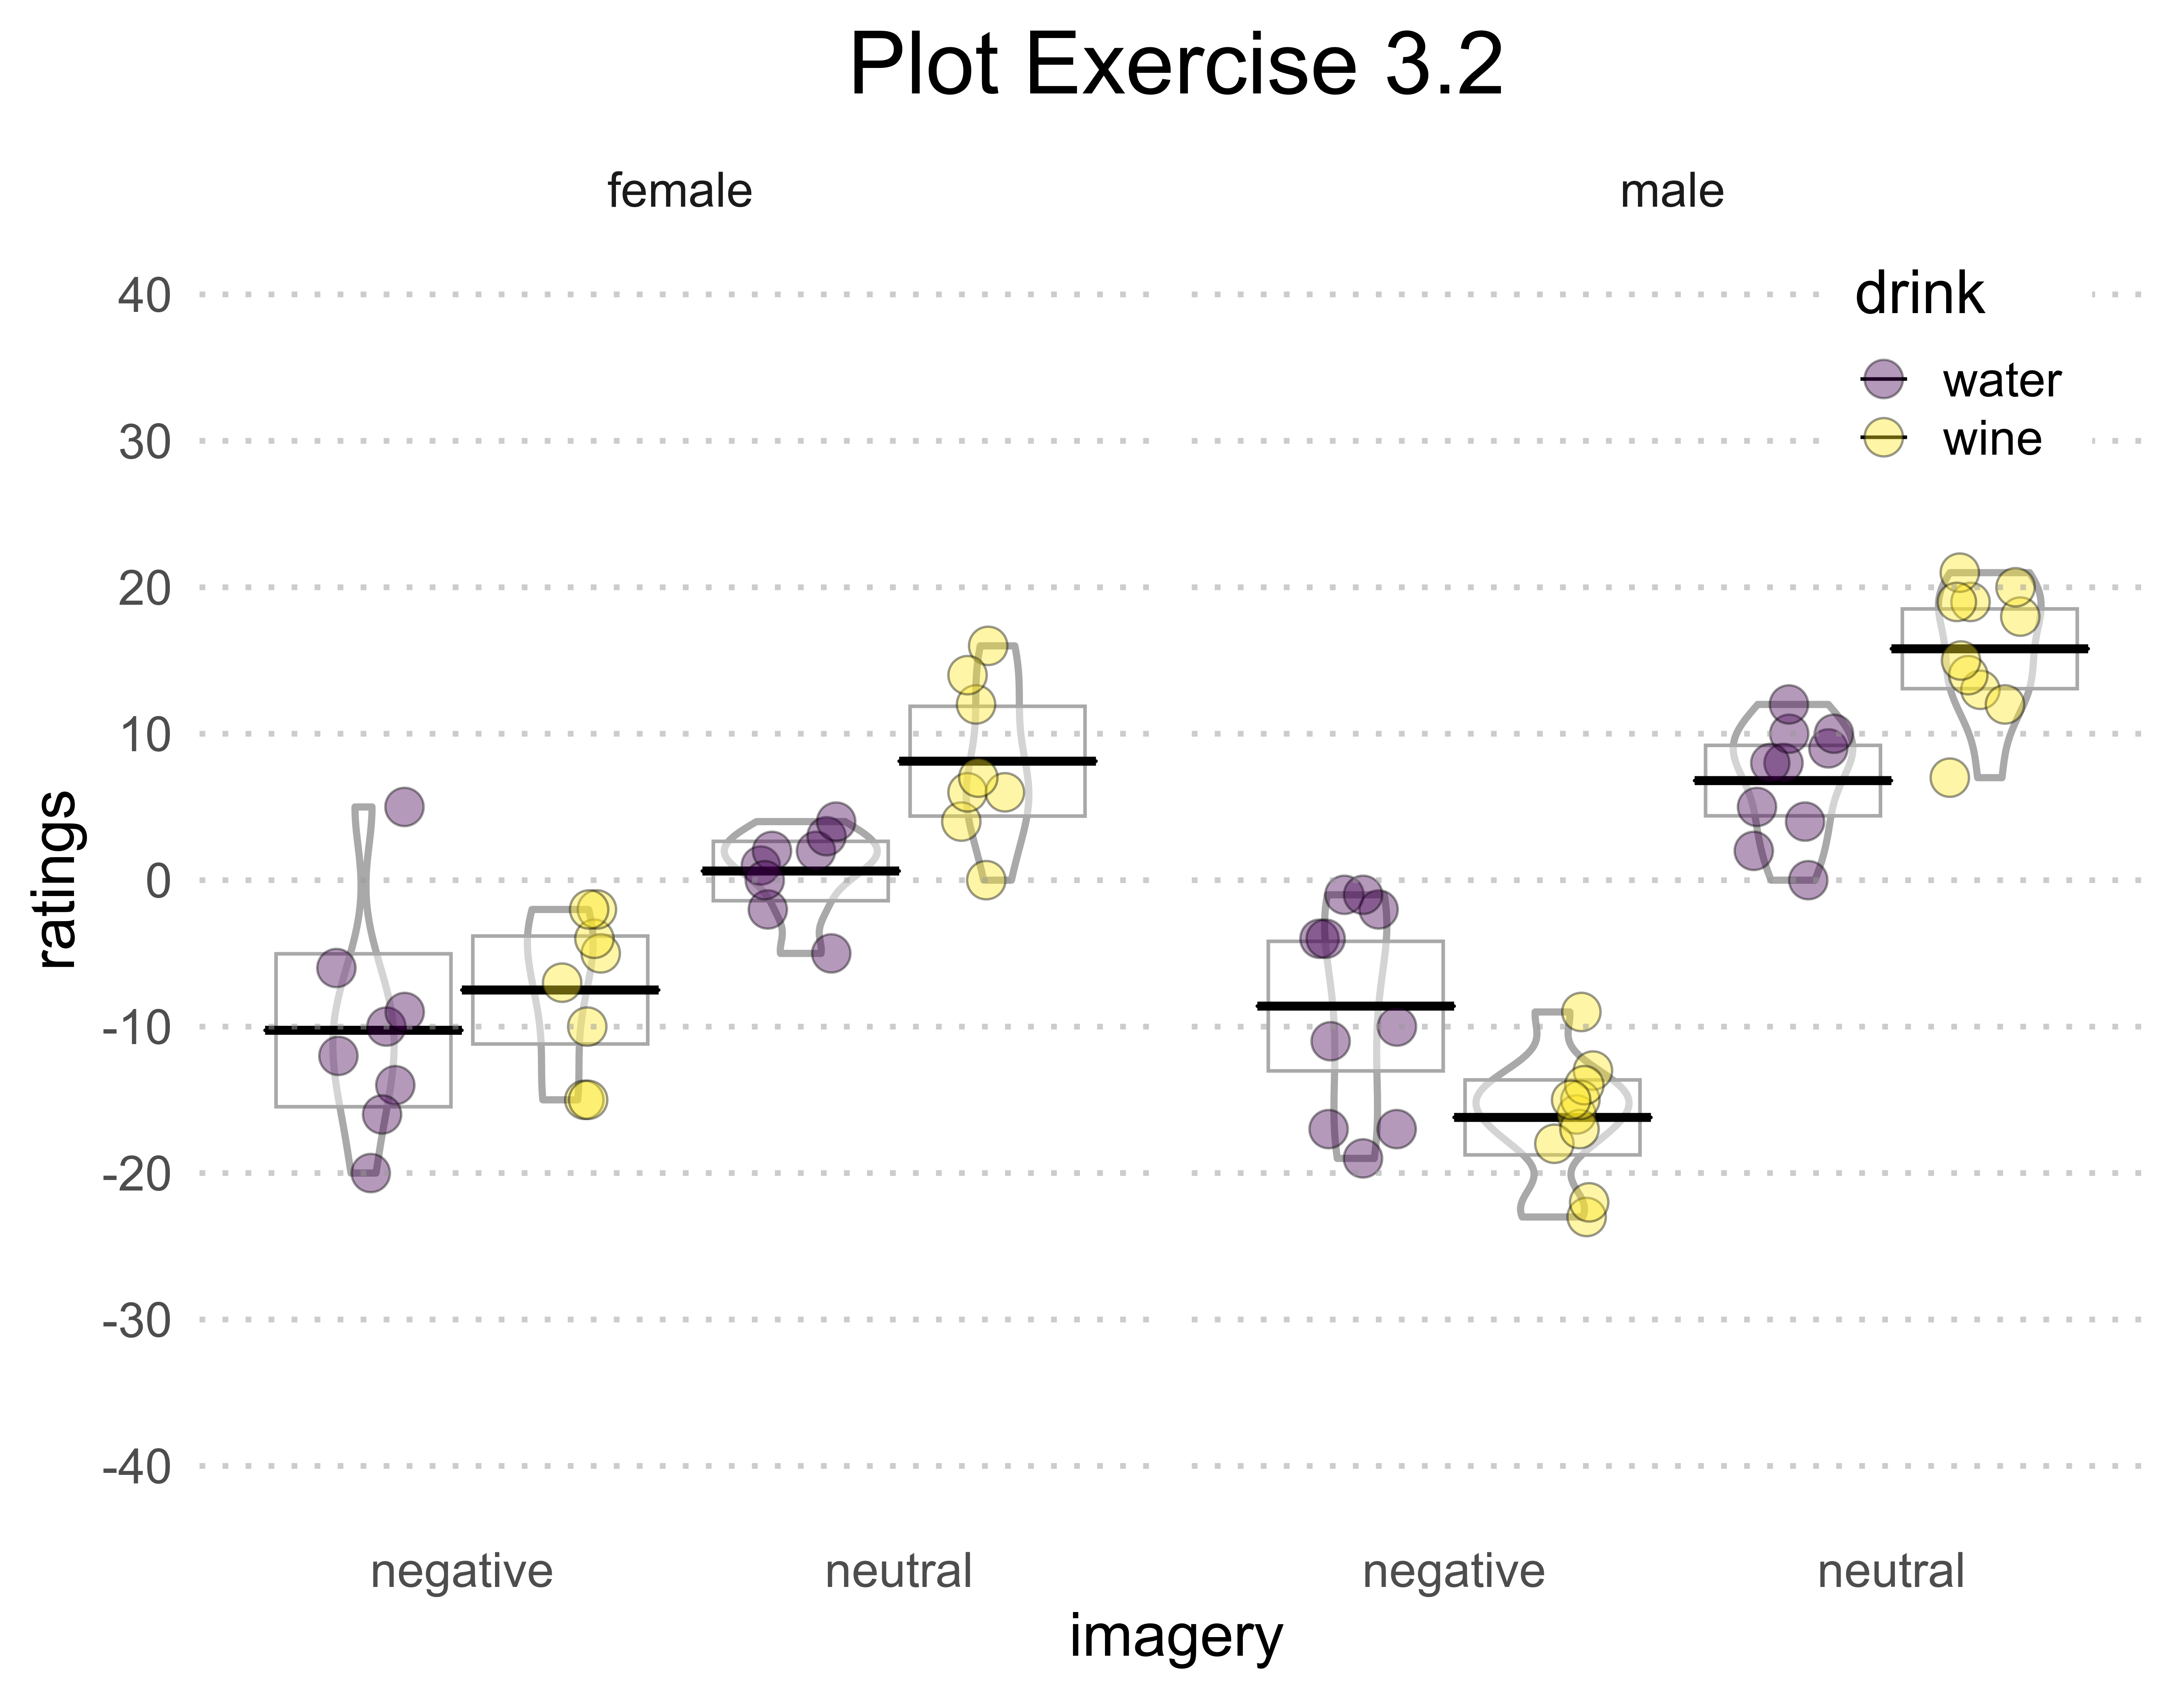 Plot Exercise 3.2
female
male
drink
water
wine
ratings
40
30
20
10
0
-10
-20
-30
-40
negative
neutral
negative
neutral
imagery